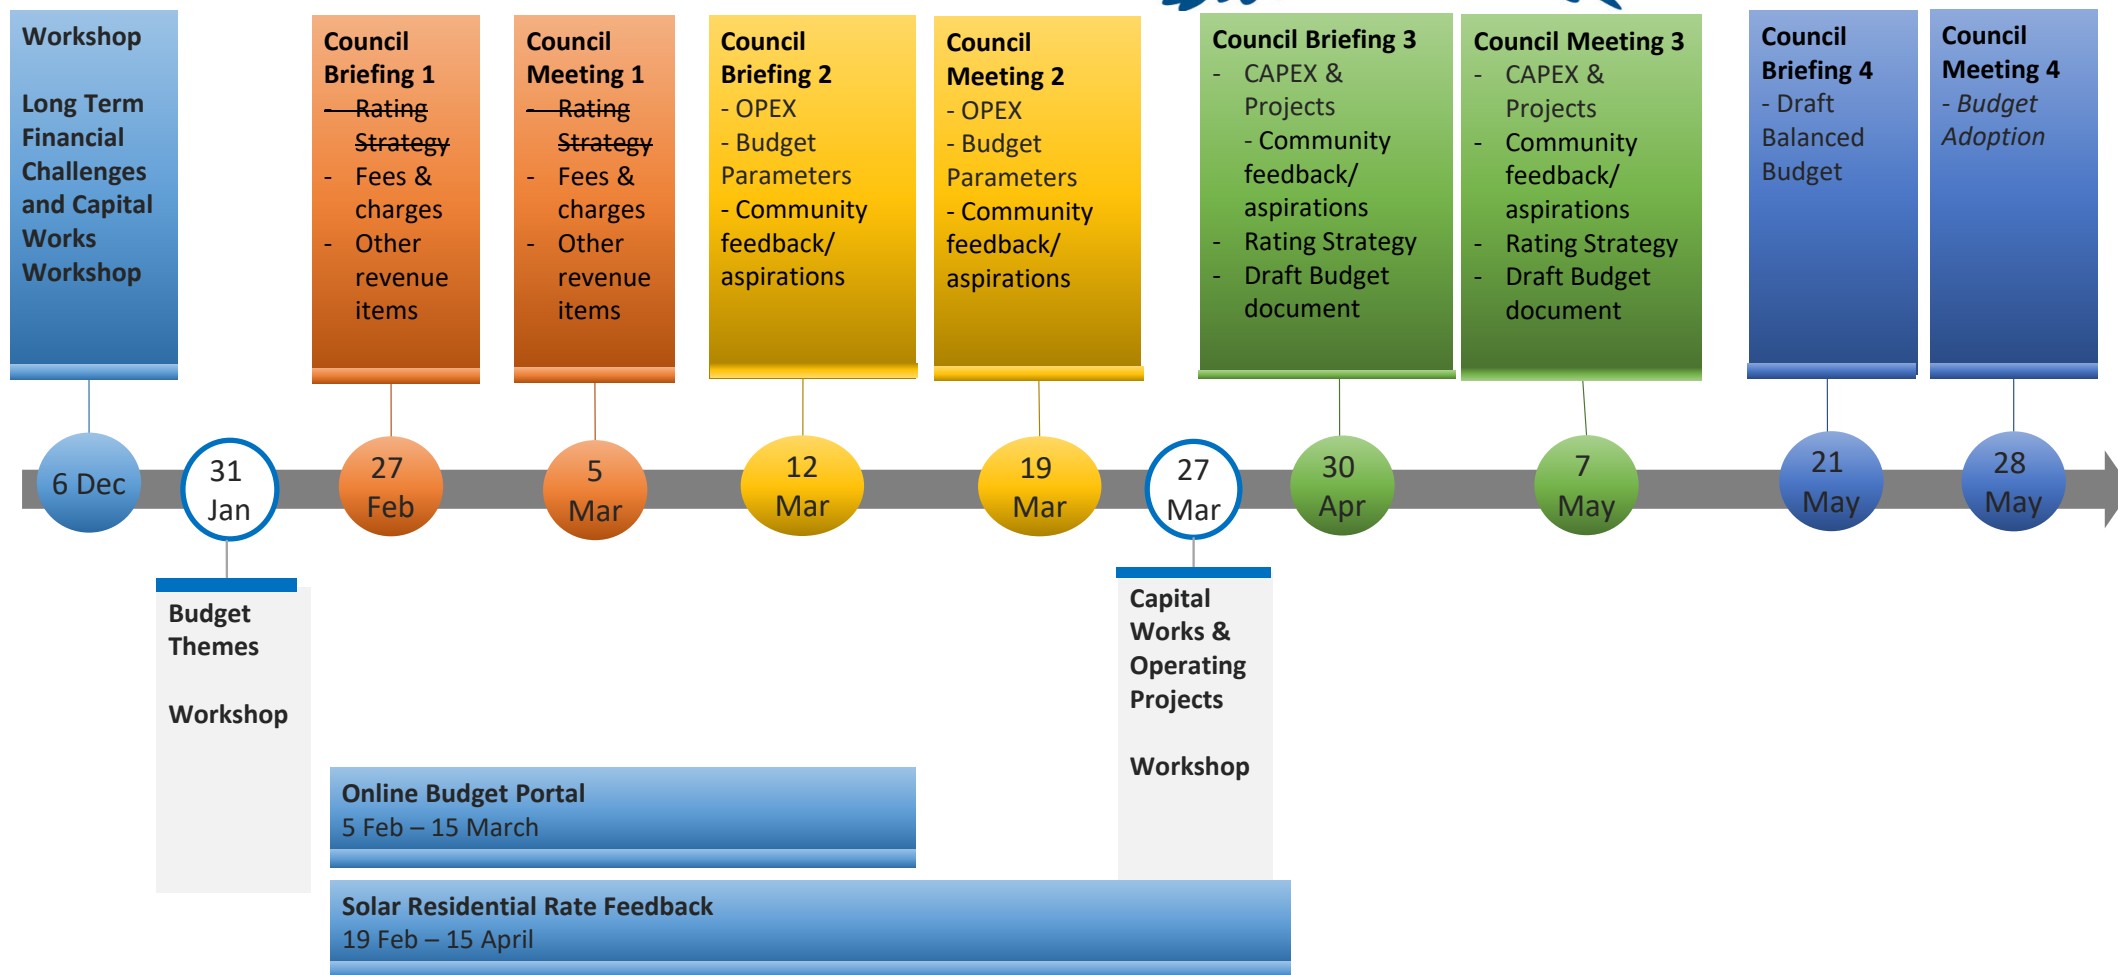 Workshop
Long Term
Financial
Challenges
and Capital
Works
Workshop
Council
Briefing 1
- Rating
Strategy
- Fees &
charges
- Other
revenue
items
Council
Meeting 1
- Rating
Strategy
- Fees &
charges
- Other
revenue
items
Council
Briefing 2
- OPEX
- Budget
Parameters
- Community
feedback/
aspirations
Council
Meeting 2
- OPEX
- Budget
Parameters
- Community
feedback/
aspirations
Council Briefing 3
- CAPEX &
Projects
- Community
feedback/
aspirations
- Rating Strategy
- Draft Budget
document
Council Meeting 3
- CAPEX &
Projects
- Community
feedback/
aspirations
- Rating Strategy
- Draft Budget
document
Council
Briefing 4
- Draft
Balanced
Budget
Council
Meeting 4
- Budget
Adoption
6 Dec
31
Jan
27
Feb
5
Mar
12
Mar
19
Mar
27
Mar
30
Apr
7
May
21
May
28
May
Budget
Themes
Workshop
Capital
Works &
Operating
Projects
Workshop
Online Budget Portal
5 Feb – 15 March
Solar Residential Rate Feedback
19 Feb – 15 April